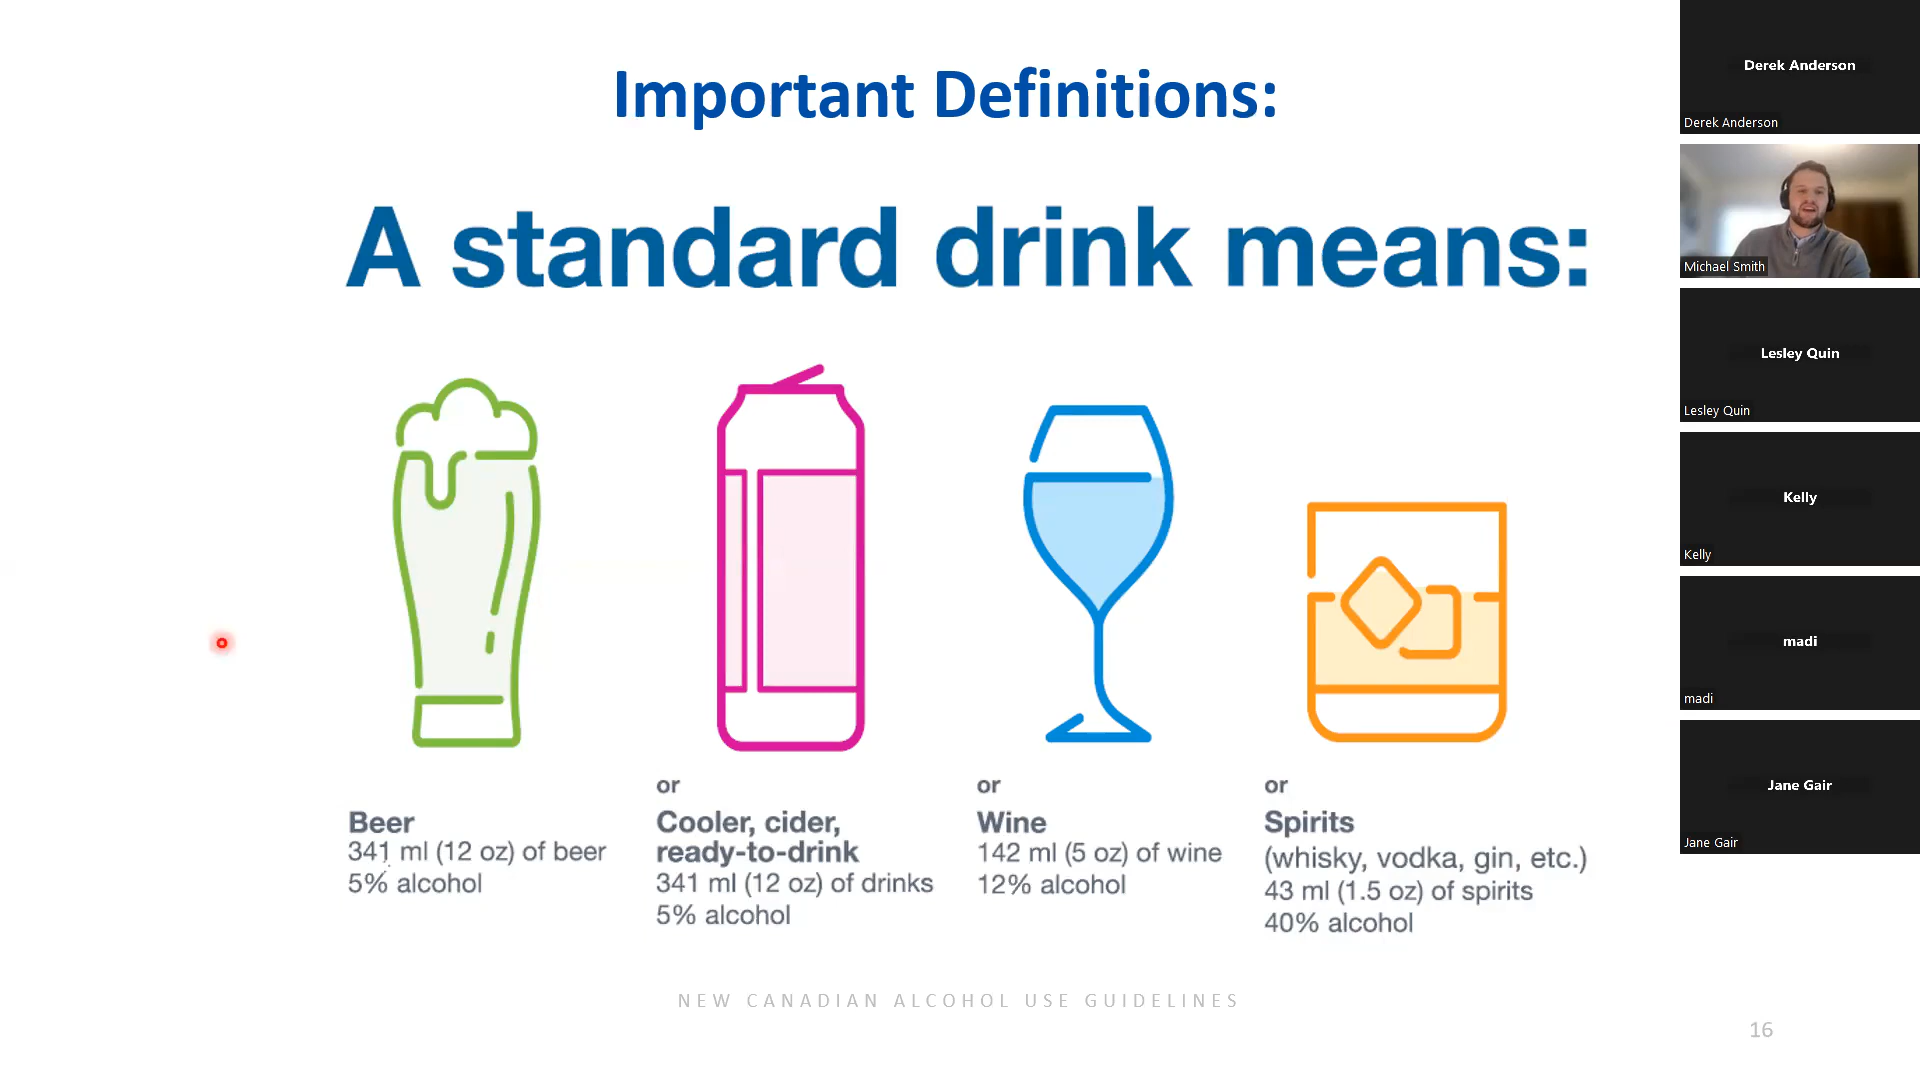 Important Definitions:
A standard drink means:
Beer
341 ml (12 oz) of beer
5% alcohol
or
Cooler, cider,
ready-to-drink
341 ml (12 oz) of drinks
5% alcohol
or
Wine
142 ml (5 oz) of wine
12% alcohol
or
Spirits
(whisky, vodka, gin, etc.)
43 ml (1.5 oz) of spirits
40% alcohol
NEW CANADIAN ALCOHOL USE GUIDELINES
16
Derek Anderson
Derek Anderson
Michael Smith
Lesley Quin
Lesley Quin
Kelly
Kelly
madi
madi
Jane Gair
Jane Gair